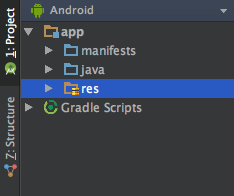 Android
1: Project
app
manifests
java
res
Gradle Scripts
Z: Structure